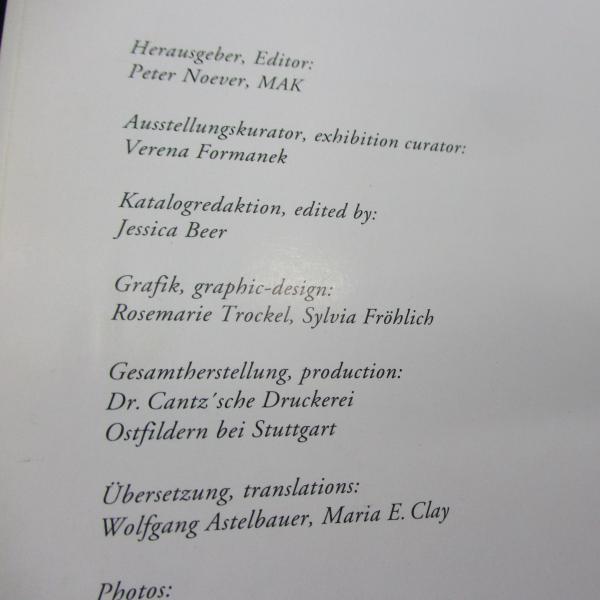 Herausgeber, Editor:
Peter Noever, MAK
Ausstellungskurator, exhibition curator:
Verena Formanek
Katalogredaktion, edited by:
Jessica Beer
Grafik, graphic-design:
Rosemarie Trockel, Sylvia Fröhlich
Gesamtherstellung, production:
Dr. Cantz´sche Druckerei
Ostfildern bei Stuttgart
Übersetzung, translations:
Wolfgang Astelbauer, Maria E. Clay
Photos: